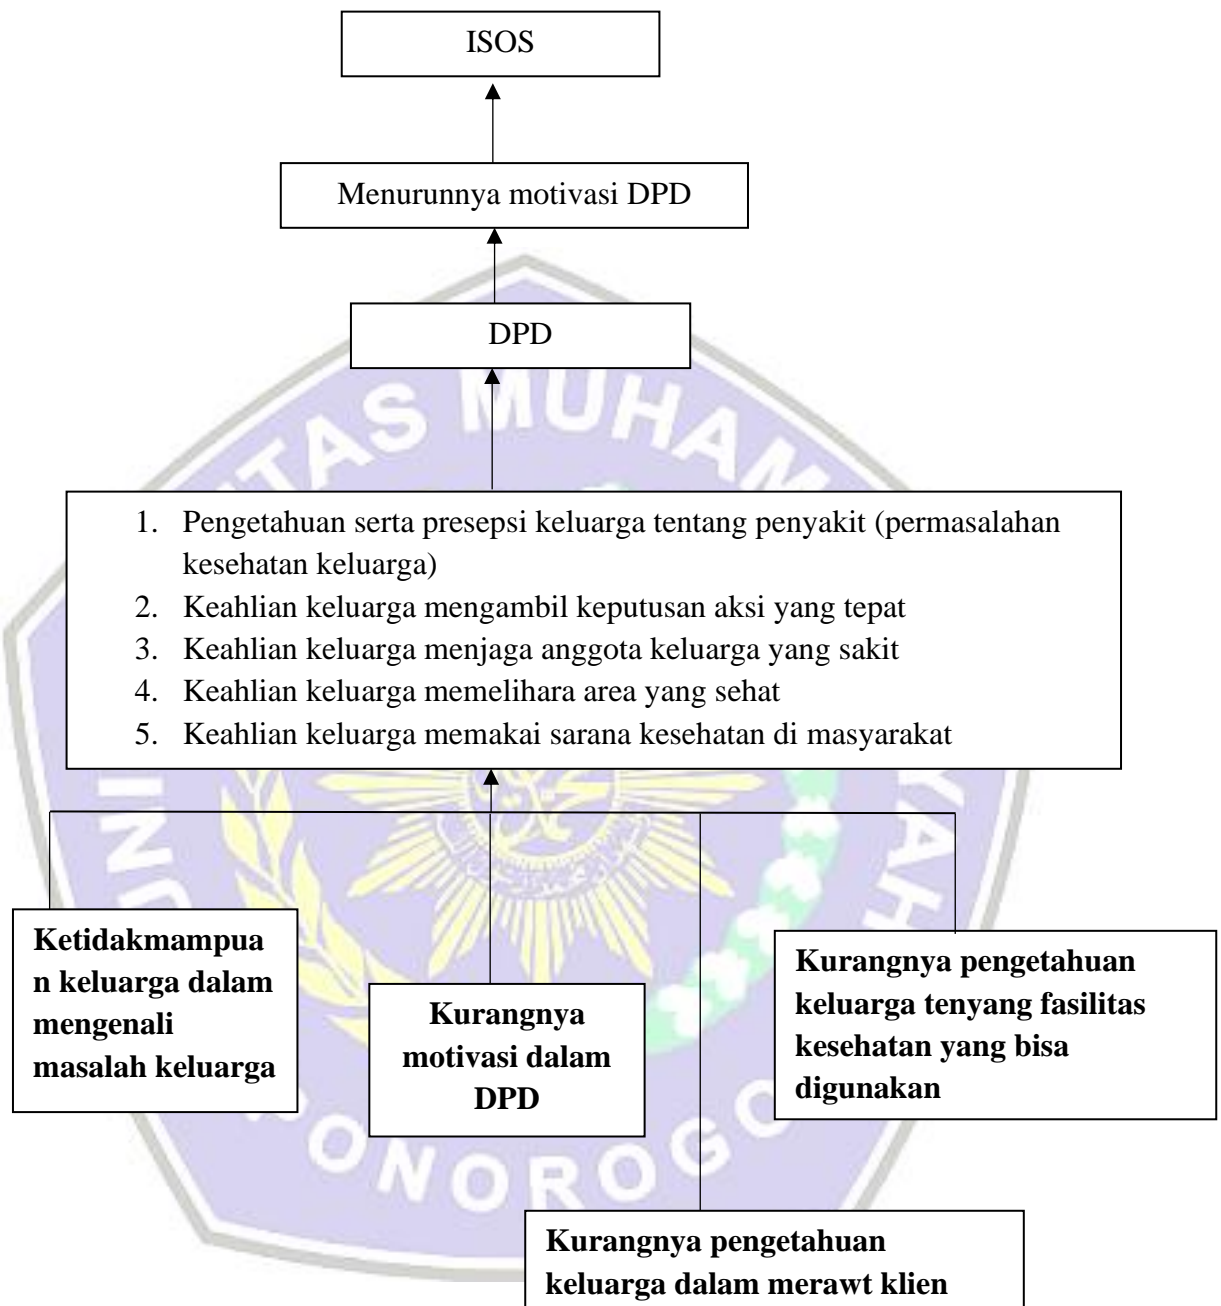 ISOS
Menurunnya motivasi DPD
DPD
1. Pengetahuan serta presepsi keluarga tentang penyakit (permasalahan
kesehatan keluarga)
2. Keahlian keluarga mengambil keputusan aksi yang tepat
3. Keahlian keluarga menjaga anggota keluarga yang sakit
4. Keahlian keluarga memelihara area yang sehat
5. Keahlian keluarga memakai sarana kesehatan di masyarakat
Ketidakmampua
n keluarga dalam
mengenali
masalah keluarga
Kurangnya
motivasi dalam
DPD
Kurangnya pengetahuan
keluarga tenyang fasilitas
kesehatan yang bisa
digunakan
Kurangnya pengetahuan
keluarga dalam merawt klien
PONOROGO